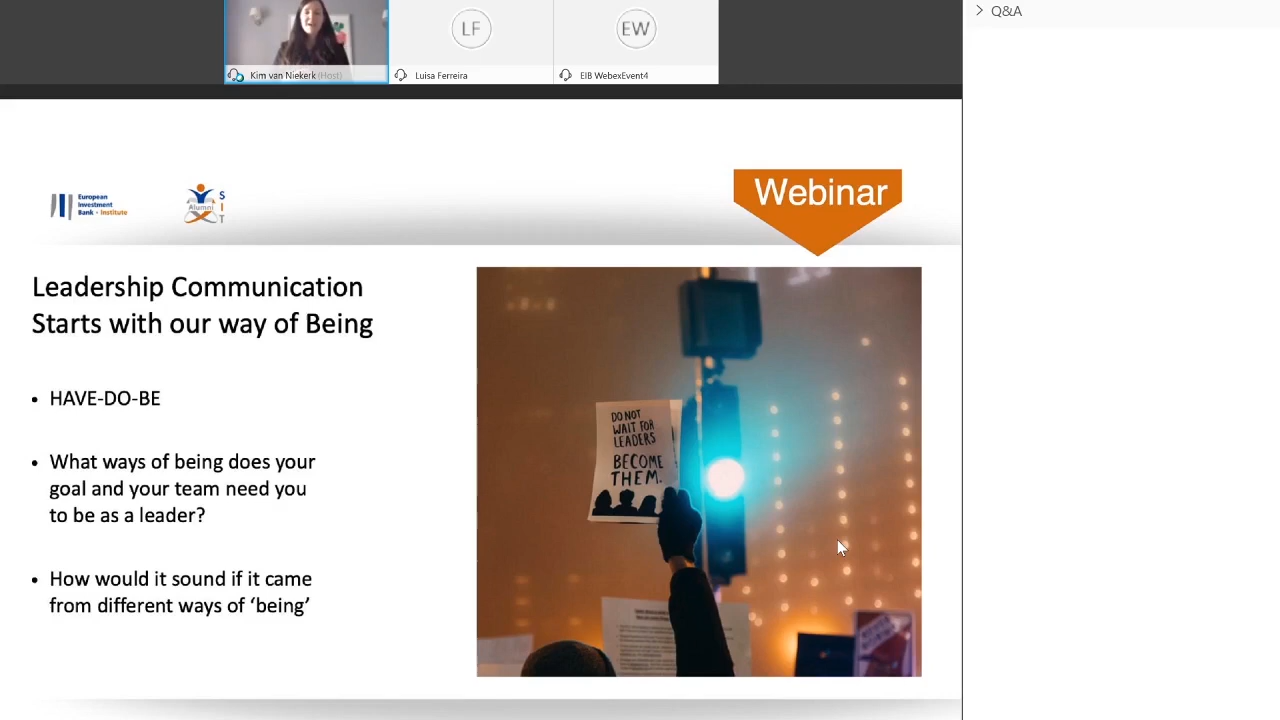 Q&A
LF
EW
Kim van Niekerk (Host)
Luisa Ferreira
EIB WebexEvent4
European
Investment
Bank - Institute
Alumni
S
I
T
Webinar
Leadership Communication
Starts with our way of Being
• HAVE-DO-BE
• What ways of being does your
goal and your team need you
to be as a leader?
• How would it sound if it came
from different ways of ‘being’
DO NOT
WAIT FOR
LEADERS
BECOME
THEM.